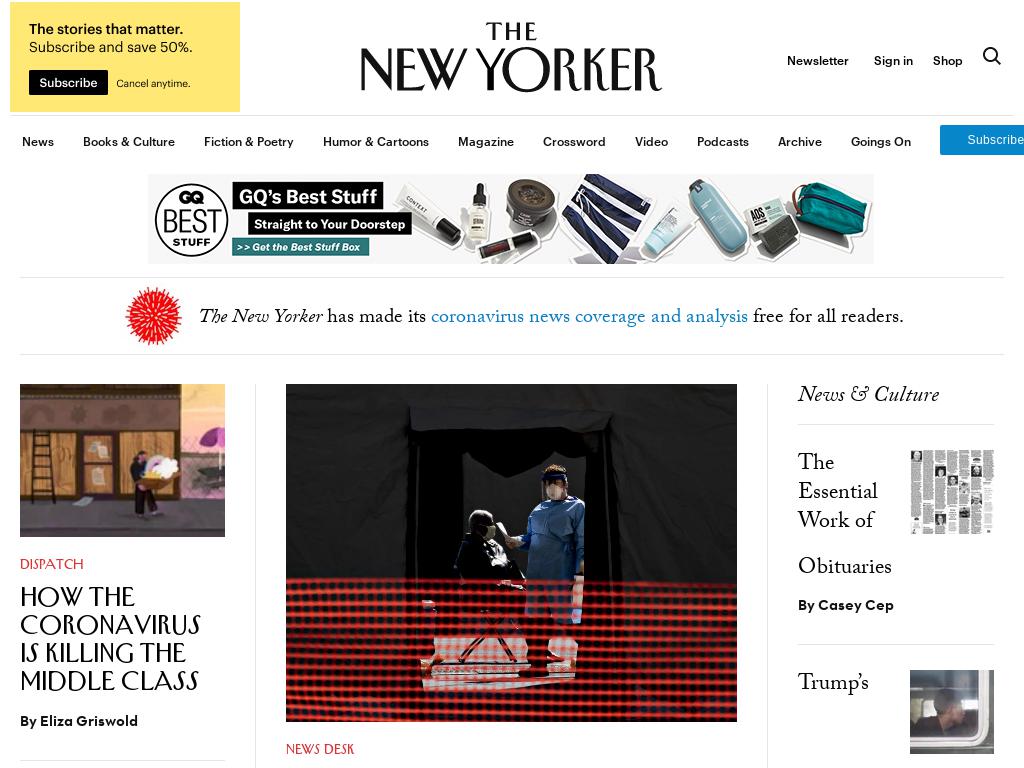 The stories that matter.
Subscribe and save 50%.
Subscribe Cancel anytime.
THE
NEW YORKER
Newsletter Sign in Shop
News Books & Culture Fiction & Poetry Humor & Cartoons Magazine Crossword Video Podcasts Archive Goings On Subscribe
GQ
BEST
STUFF
GQ's Best Stuff
Straight to Your Doorstep
>> Get the Best Stuff Box
CONTEXT
The New Yorker has made its coronavirus news coverage and analysis free for all readers.
DISPATCH
HOW THE
CORONAVIRUS
IS KILLING THE
MIDDLE CLASS
By Eliza Griswold
NEWS DESK
News & Culture
The
Essential
Work of
Obituaries
By Casey Cep
Trump's